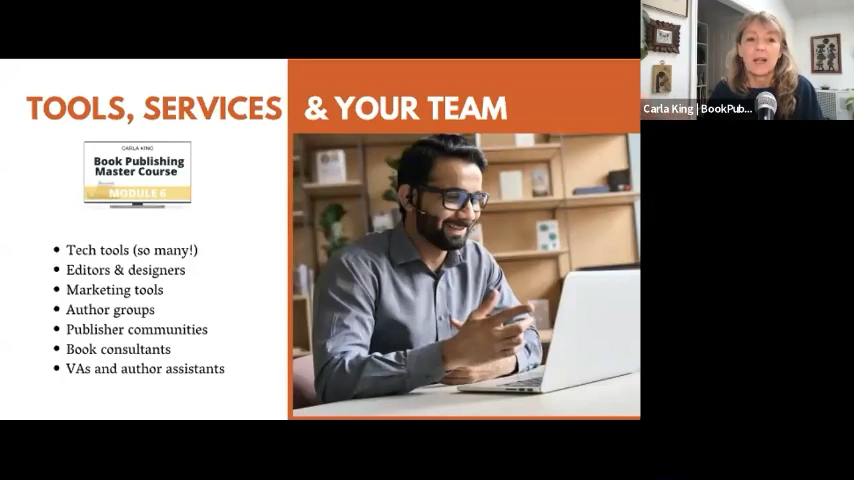 TOOLS, SERVICES & YOUR TEAM
CARLA KING
Book Publishing
Master Course
MODULE 6
• Tech tools (so many!)
• Editors & designers
• Marketing tools
• Author groups
• Publisher communities
• Book consultants
• VAs and author assistants
Carla King | BookPub...